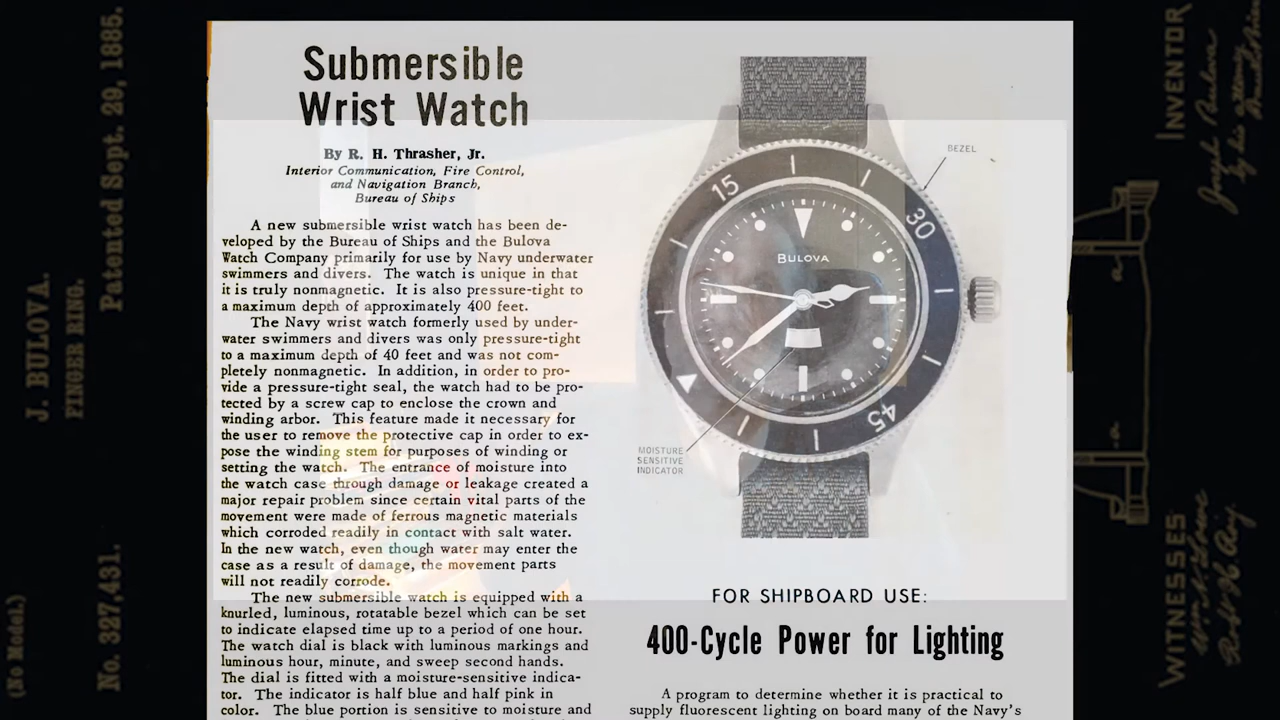 Submersible
Wrist Watch
By R. H. Thrasher, Jr.
Interior Communication, Fire Control,
and Navigation Branch,
Bureau of Ships
A new submersible wrist watch has been de-
veloped by the Bureau of Ships and the Bulova
Watch Company primarily for use by Navy underwater
swimmers and divers. The watch is unique in that
it is truly nonmagnetic. It is also pressure-tight to
a maximum depth of approximately 400 feet.
The Navy wrist watch formerly used by under-
water swimmers and divers was only pressure-tight
to a maximum depth of 40 feet and was not com-
pletely nonmagnetic. In addition, in order to pro-
vide a pressure-tight seal, the watch had to be pro-
tected by a screw cap to enclose the crown and
winding arbor. This feature made it necessary for
the user to remove the protective cap in order to ex-
pose the winding stem for purposes of winding or
setting the watch. The entrance of moisture into
the watch case through damage or leakage created a
major repair problem since certain vital parts of the
movement were made of ferrous magnetic materials
which corroded readily in contact with salt water.
In the new watch, even though water may enter the
case as a result of damage, the movement parts
will not readily corrode.
The new submersible watch is equipped with a
knurled, luminous, rotatable bezel which can be set
to indicate elapsed time up to a period of one hour.
The watch dial is black with luminous markings and
luminous hour, minute, and sweep second hands.
The dial is fitted with a moisture-sensitive indica-
tor. The indicator is half blue and half pink in
color. The blue portion is sensitive to moisture and
BEZEL
15
30
45
BULOVA
MOISTURE
SENSITIVE
INDICATOR
FOR SHIPBOARD USE:
400-Cycle Power for Lighting
A program to determine whether it is practical to
supply fluorescent lighting on board many of the Navy's
(No Model.)
J. BULOVA.
FINGER RING.
No. 327,431.
Patented Sept. 29, 1885.
WITNESSES
INVENTOR
Joseph Bulova